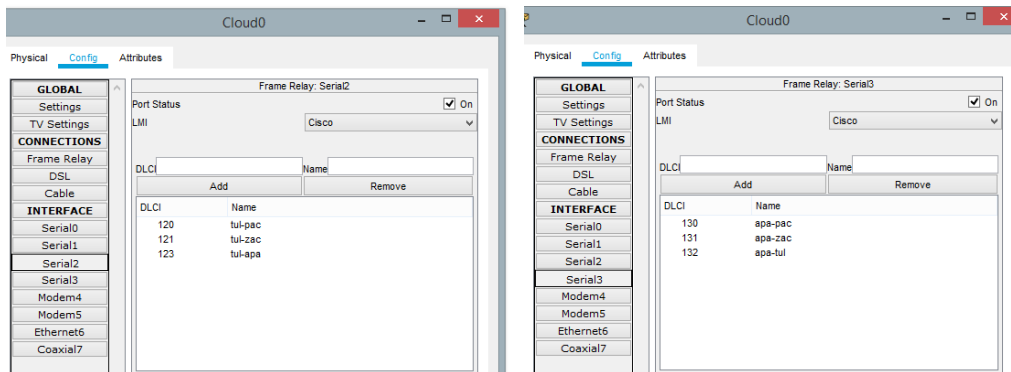 Cloud0
Physical Config Attributes
GLOBAL
Settings
TV Settings
CONNECTIONS
Frame Relay
DSL
Cable
INTERFACE
Serial0
Serial1
Serial2
Serial3
Modem4
Modem5
Ethernet6
Coaxial7
Frame Relay: Serial2
Port Status On
LMI Cisco
DLCI Name
Add Remove
DLCI Name
120 tul-pac
121 tul-zac
123 tul-apa
Cloud0
Physical Config Attributes
GLOBAL
Settings
TV Settings
CONNECTIONS
Frame Relay
DSL
Cable
INTERFACE
Serial0
Serial1
Serial2
Serial3
Modem4
Modem5
Ethernet6
Coaxial7
Frame Relay: Serial3
Port Status On
LMI Cisco
DLCI Name
Add Remove
DLCI Name
130 apa-pac
131 apa-zac
132 apa-tul